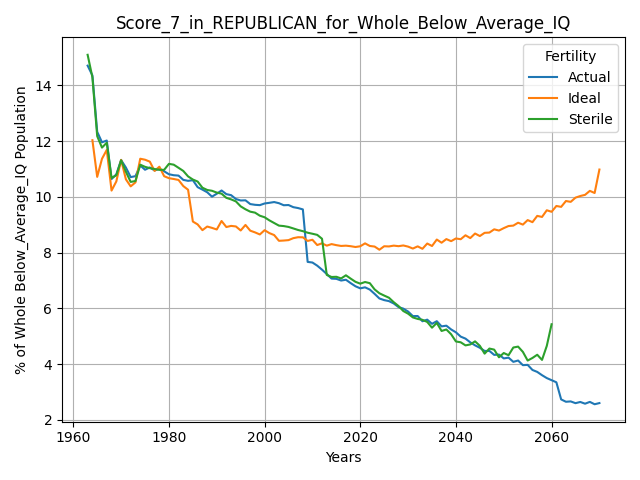 Score_7_in_REPUBLICAN_for_Whole_Below_Average_IQ
Fertility
Actual
Ideal
Sterile
% of Whole Below_Average_IQ Population
14
12
10
8
6
4
2
1960
1980
2000
2020
2040
2060
Years